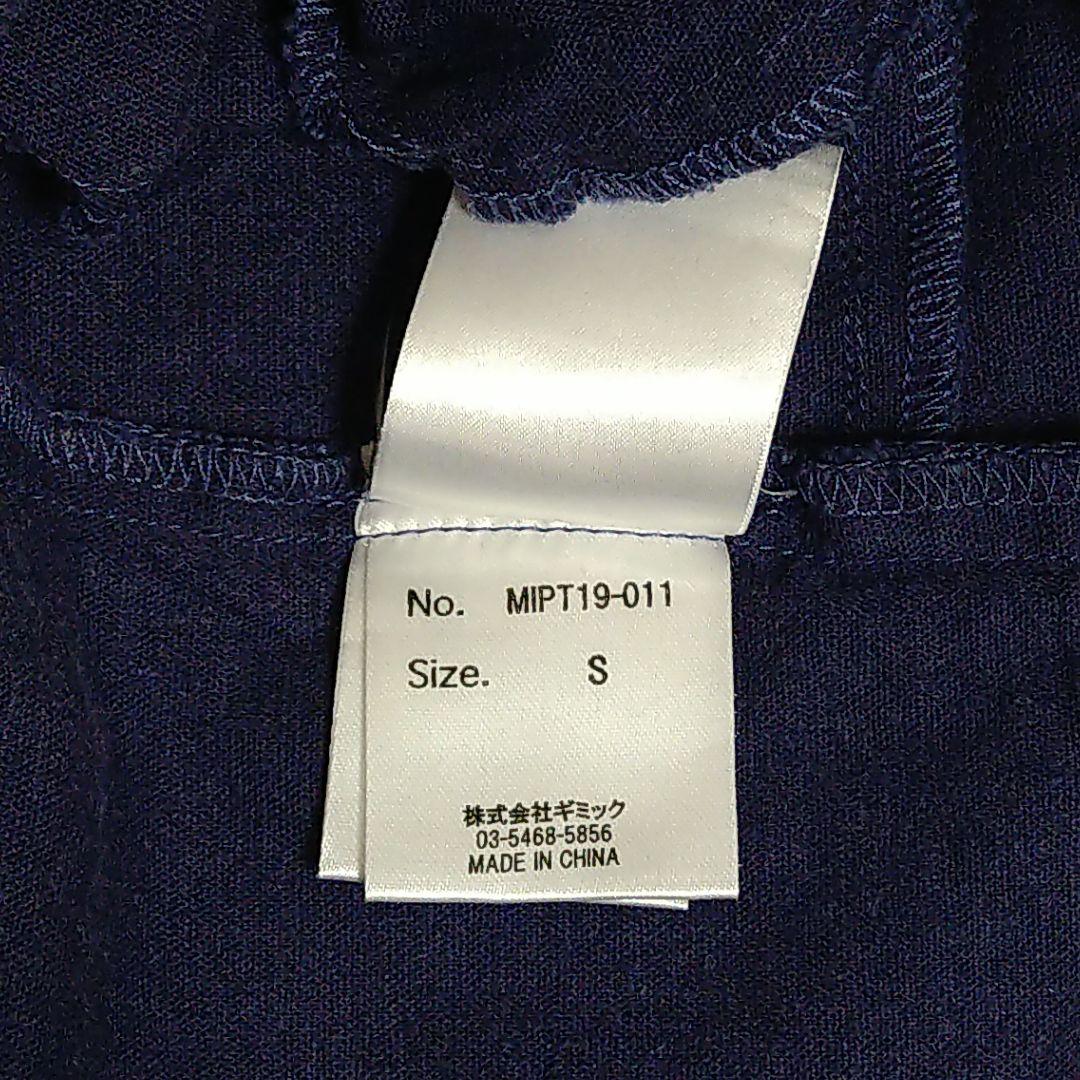 No. MIPT19-011
Size. S
株式会社ギミック
03-5468-5856
MADE IN CHINA